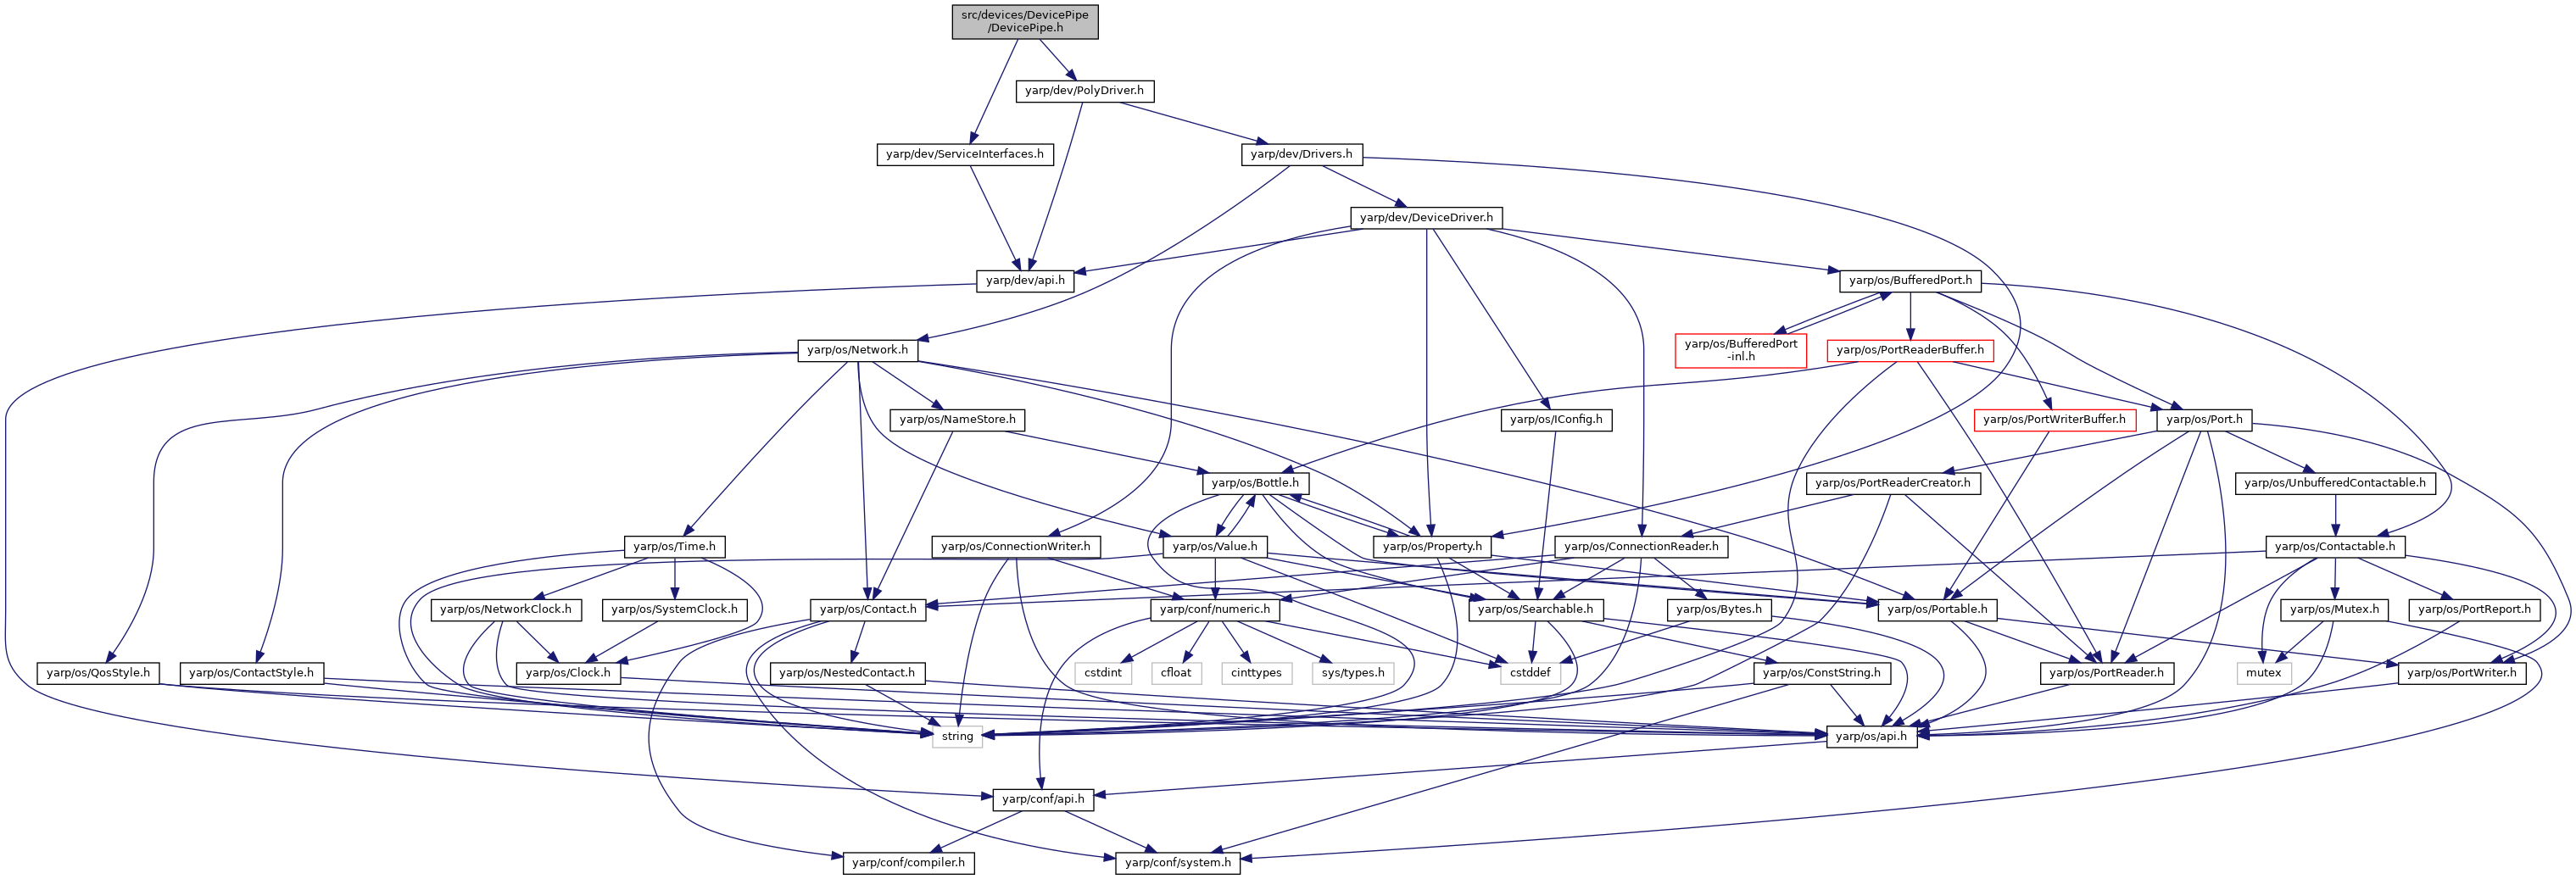 src/devices/DevicePipe
/DevicePipe.h
yarp/dev/PolyDriver.h
yarp/dev/ServiceInterfaces.h
yarp/dev/Drivers.h
yarp/dev/DeviceDriver.h
yarp/dev/api.h
yarp/os/BufferedPort.h
yarp/os/Network.h
yarp/os/BufferedPort
-inl.h
yarp/os/PortReaderBuffer.h
yarp/os/NameStore.h
yarp/os/IConfig.h
yarp/os/PortWriterBuffer.h
yarp/os/Port.h
yarp/os/Bottle.h
yarp/os/PortReaderCreator.h
yarp/os/UnbufferedContactable.h
yarp/os/Time.h
yarp/os/ConnectionWriter.h
yarp/os/Value.h
yarp/os/Property.h
yarp/os/ConnectionReader.h
yarp/os/Contactable.h
yarp/os/NetworkClock.h
yarp/os/SystemClock.h
yarp/os/Contact.h
yarp/conf/numeric.h
yarp/os/Searchable.h
yarp/os/Bytes.h
yarp/os/Portable.h
yarp/os/Mutex.h
yarp/os/PortReport.h
yarp/os/QosStyle.h
yarp/os/ContactStyle.h
yarp/os/Clock.h
yarp/os/NestedContact.h
cstdint
cfloat
cinttypes
sys/types.h
cstddef
yarp/os/ConstString.h
yarp/os/PortReader.h
mutex
yarp/os/PortWriter.h
string
yarp/os/api.h
yarp/conf/api.h
yarp/conf/compiler.h
yarp/conf/system.h